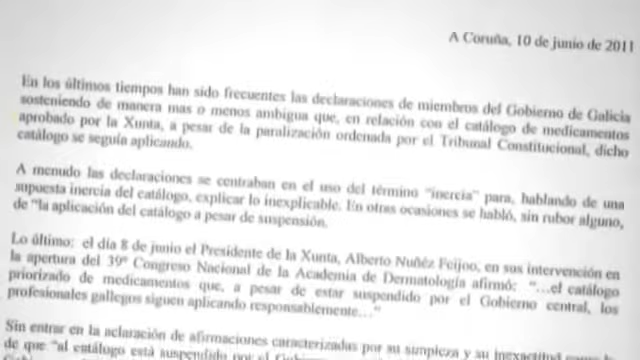 A Coruña, 10 de junio de 2011
En los últimos tiempos han sido frecuentes las declaraciones de miembros del Gobierno de Galicia
sosteniendo de manera mas o menos ambigua que, en relación con el catálogo de medicamentos
aprobado por la Xunta, a pesar de la paralización ordenada por el Tribunal Constitucional, dicho
catálogo se seguía aplicando.
A menudo las declaraciones se centraban en el uso del término "inercia" para, hablando de una
supuesta inercia del catálogo, explicar lo inexplicable. En otras ocasiones se habló, sin rubor alguno,
de "la aplicación del catálogo a pesar de suspensión.
Lo último: el día 8 de junio el Presidente de la Xunta, Alberto Nuñéz Feijoo, en sus intervención en
la apertura del 39º Congreso Nacional de la Academia de Dermatología afirmó: "...el catálogo
priorizado de medicamentos que, a pesar de estar suspendido por el Gobierno central, los
profesionales gallegos siguen aplicando responsablemente..."
Sin entrar en la aclaración de afirmaciones caracterizadas por su simpleza y su inexactitud
de que "al catálogo está suspendido por el